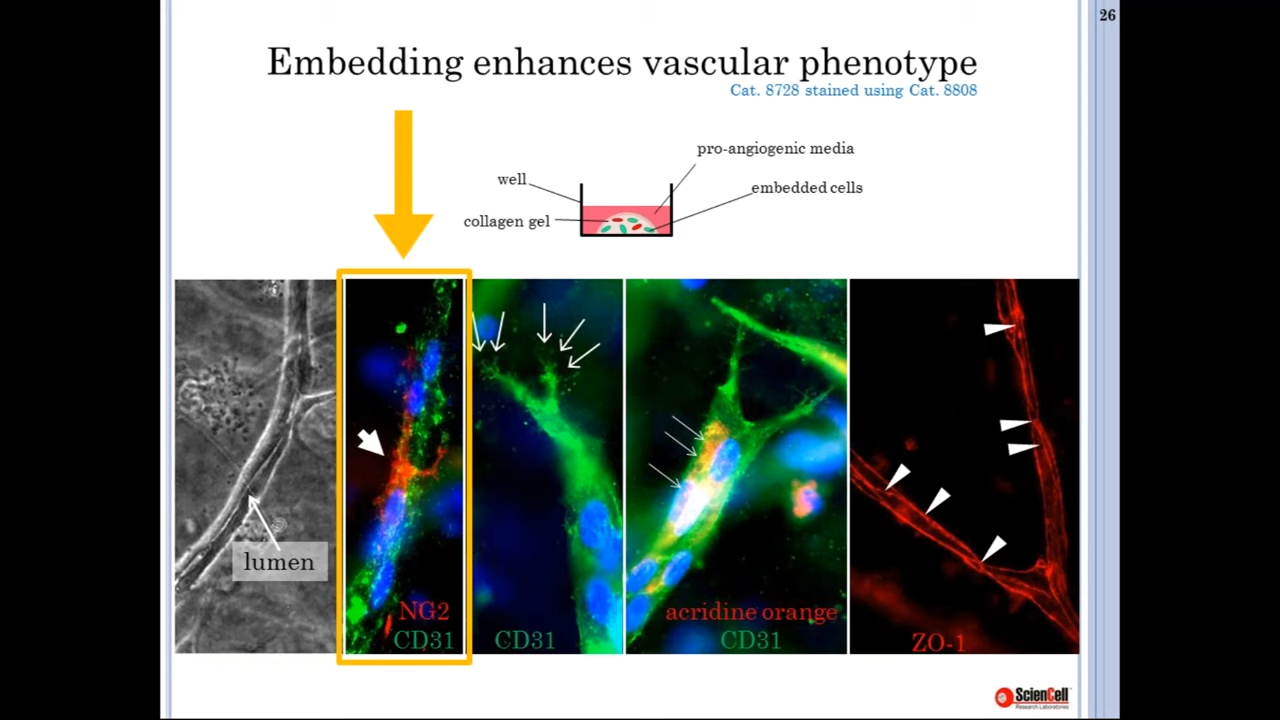 26
Embedding enhances vascular phenotype
Cat. 8728 stained using Cat. 8808
pro-angiogenic media
well
embedded cells
collagen gel
lumen
NG2
CD31
CD31
acridine orange
CD31
ZO-1
ScienCell
Research Laboratories